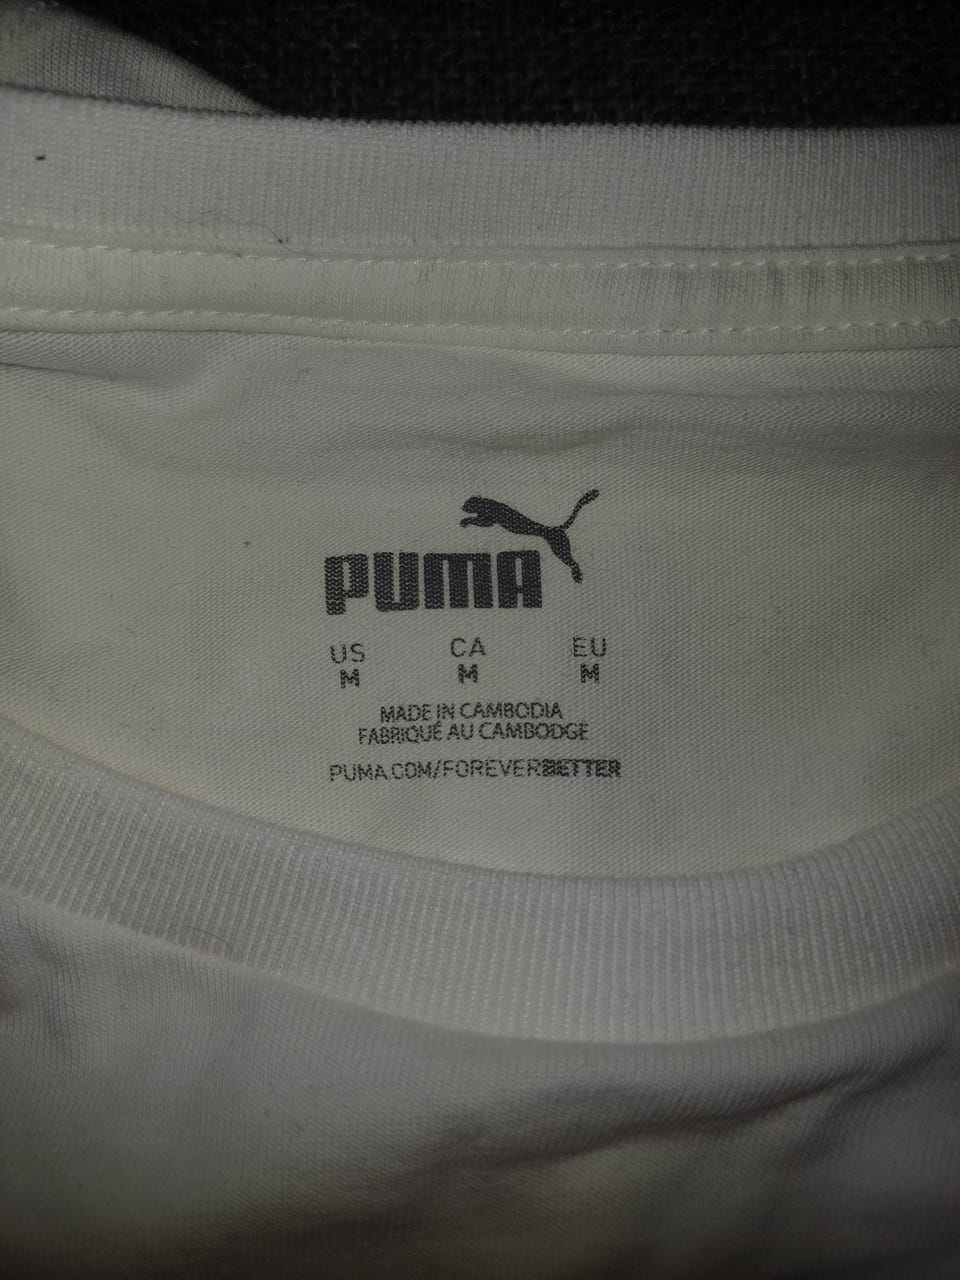 PUMA
US CA EU
M M M
MADE IN CAMBODIA
FABRIQUÉ AU CAMBODGE
PUMA.COM/FOREVERBETTER